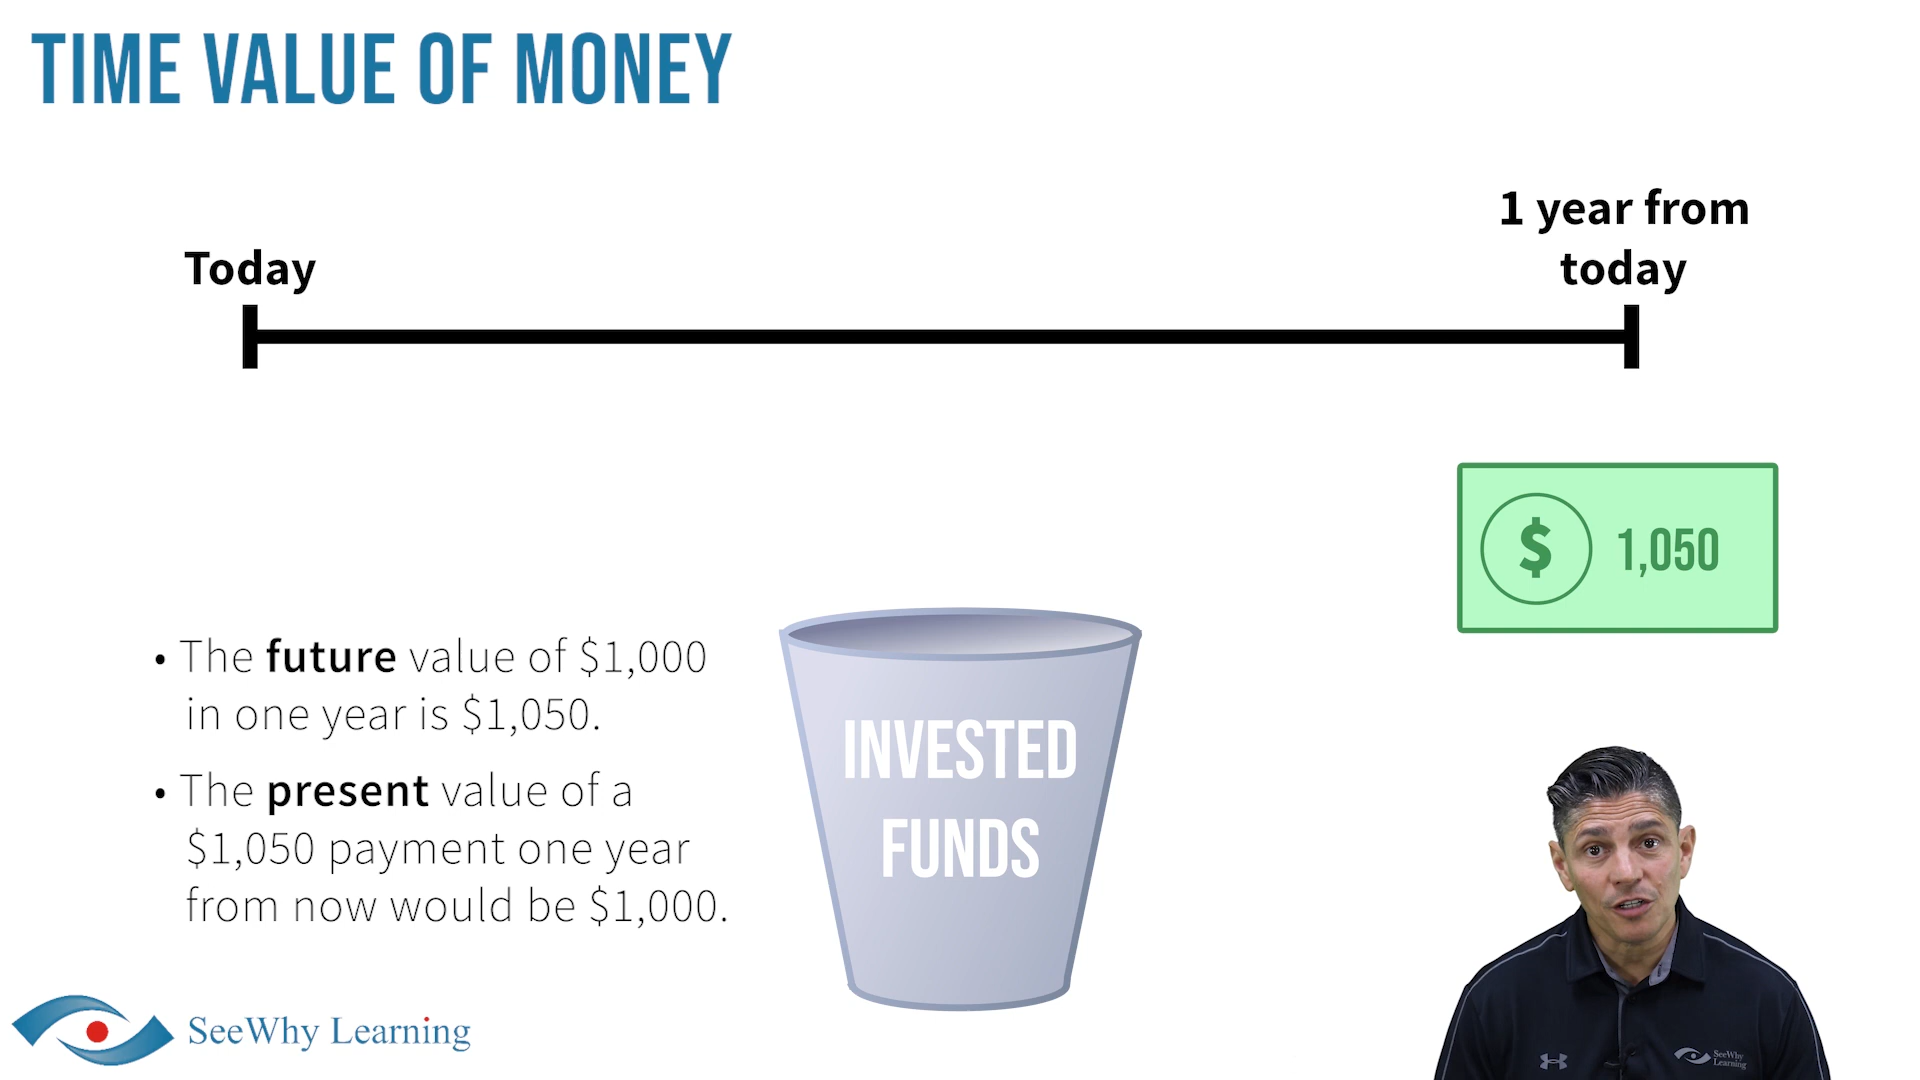 TIME VALUE OF MONEY
Today
1 year from
today
$ 1,050
• The future value of $1,000
in one year is $1,050.
• The present value of a
$1,050 payment one year
from now would be $1,000.
INVESTED
FUNDS
SeeWhy Learning
SeeWhy
Learning